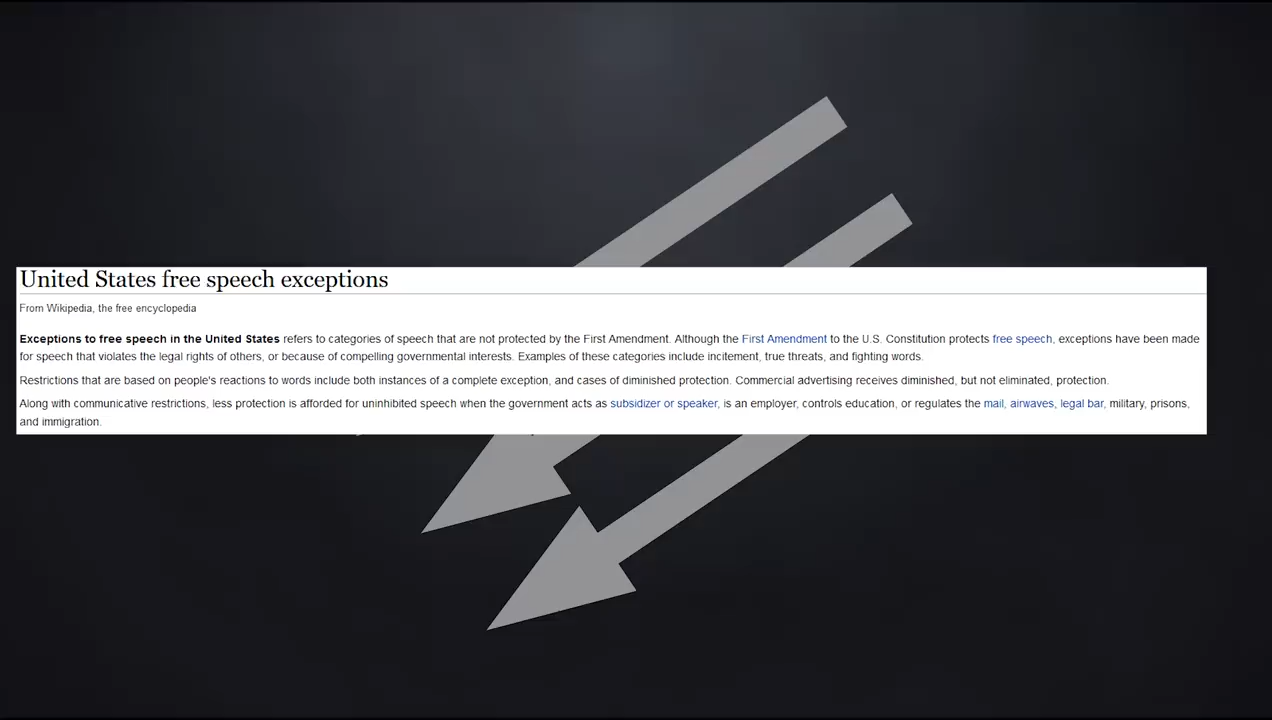 United States free speech exceptions
From Wikipedia, the free encyclopedia
Exceptions to free speech in the United States refers to categories of speech that are not protected by the First Amendment. Although the First Amendment to the U.S. Constitution protects free speech, exceptions have been made
for speech that violates the legal rights of others, or because of compelling governmental interests. Examples of these categories include incitement, true threats, and fighting words.
Restrictions that are based on people's reactions to words include both instances of a complete exception, and cases of diminished protection. Commercial advertising receives diminished, but not eliminated, protection.
Along with communicative restrictions, less protection is afforded for uninhibited speech when the government acts as subsidizer or speaker, is an employer, controls education, or regulates the mail, airwaves, legal bar, military, prisons,
and immigration.